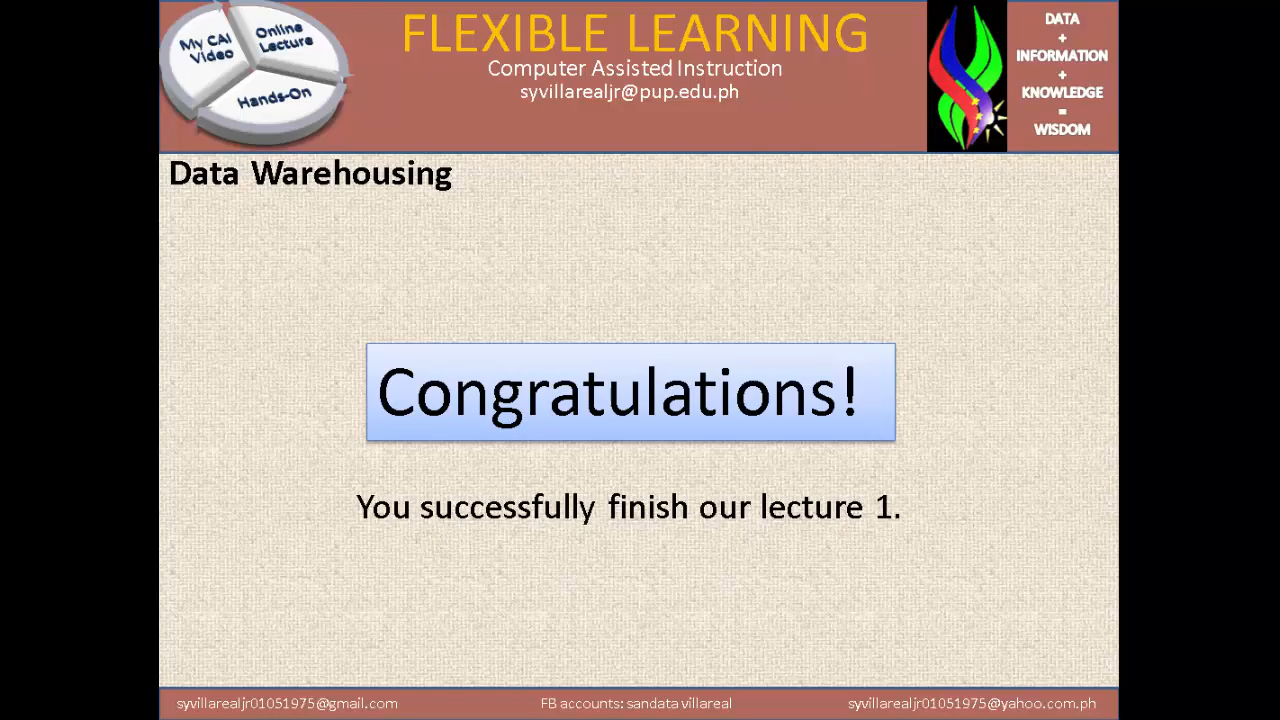 My CAI
Video
Online
Lecture
Hands-On
FLEXIBLE LEARNING
Computer Assisted Instruction
syvillarealjr@pup.edu.ph
DATA
+
INFORMATION
+
KNOWLEDGE
=
WISDOM
Data Warehousing
Congratulations!
You successfully finish our lecture 1.
syvillarealjr01051975@gmail.com
FB accounts: sandata villareal
syvillarealjr01051975@yahoo.com.ph